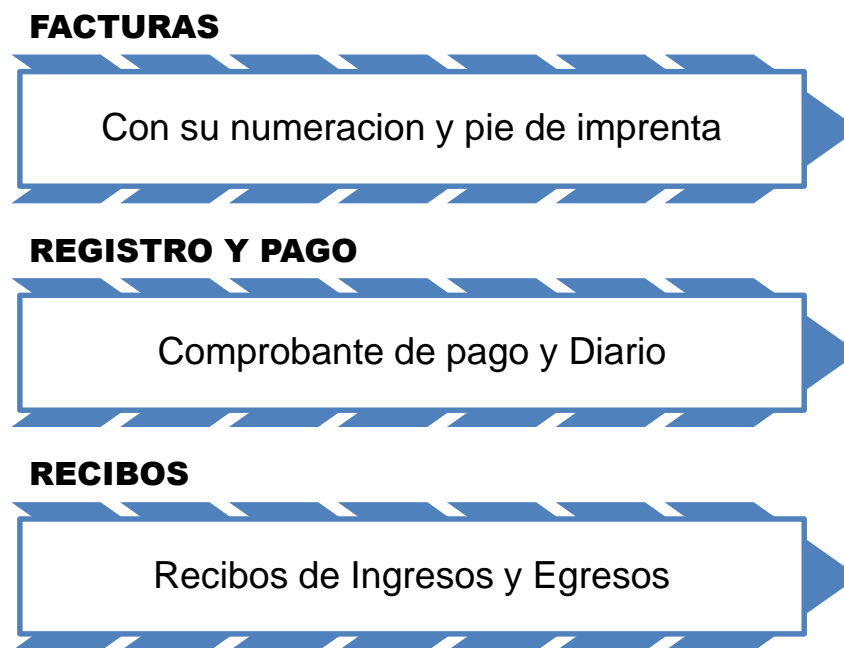 FACTURAS
Con su numeracion y pie de imprenta
REGISTRO Y PAGO
Comprobante de pago y Diario
RECIBOS
Recibos de Ingresos y Egresos